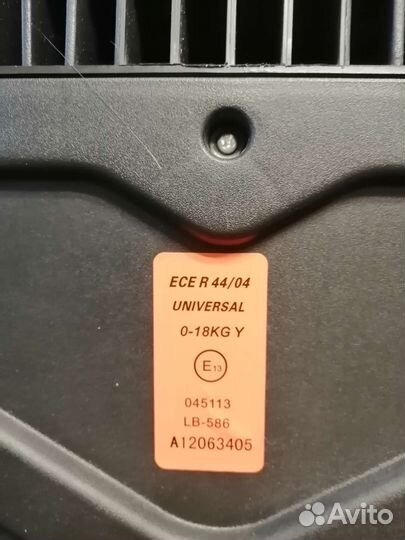 ECE R 44/04
UNIVERSAL
0-18KG Y
E13
045113
LB-586
A12063405
Avito